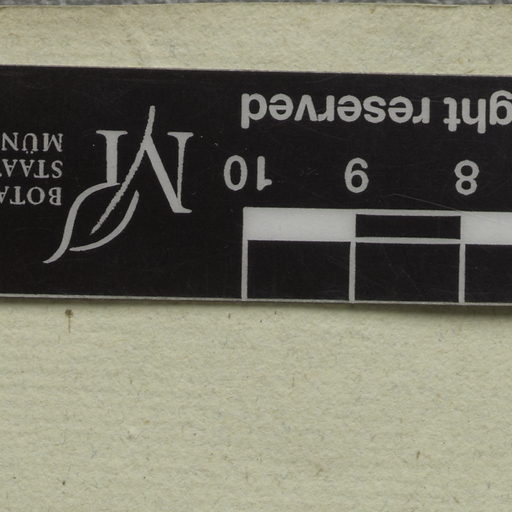 8 9 10
ght reserved
M
BOTA
STAA
MÜN